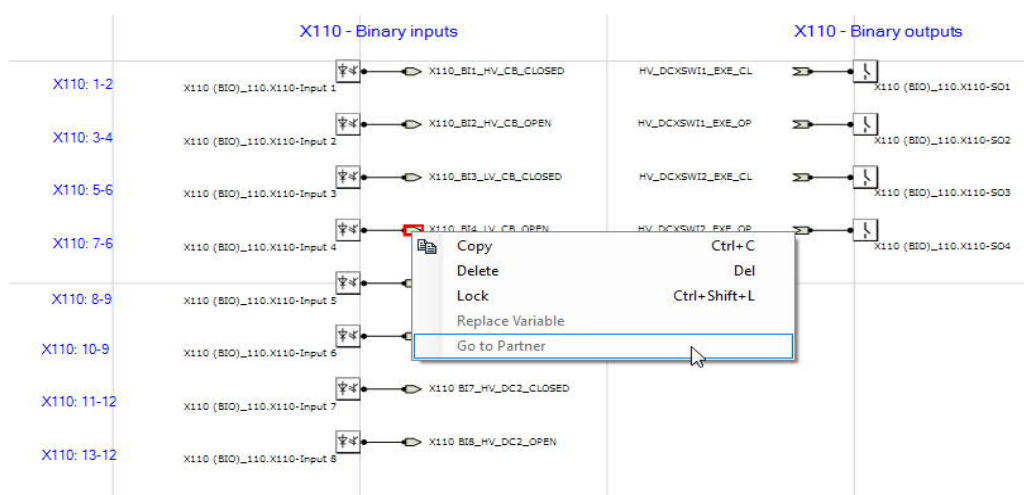 X110 - Binary inputs
X110 - Binary outputs
X110: 1-2
X110 (BIO)_110.X110-Input 1
X110_BI1_HV_CB_CLOSED
HV_DCXSWI1_EXE_CL
X110 (BIO)_110.X110-SO1
X110: 3-4
X110 (BIO)_110.X110-Input 2
X110_BI2_HV_CB_OPEN
HV_DCXSWI1_EXE_OP
X110 (BIO)_110.X110-SO2
X110: 5-6
X110 (BIO)_110.X110-Input 3
X110_BI3_LV_CB_CLOSED
HV_DCXSWI2_EXE_CL
X110 (BIO)_110.X110-SO3
X110: 7-6
X110 (BIO)_110.X110-Input 4
X110_BI4_LV_CB_OPEN
HV_DCXSWI2_EXE_OP
X110 (BIO)_110.X110-SO4
Copy Ctrl+C
Delete Del
Lock Ctrl+Shift+L
Replace Variable
Go to Partner
X110: 8-9
X110 (BIO)_110.X110-Input 5
X110: 10-9
X110 (BIO)_110.X110-Input 6
X110: 11-12
X110 (BIO)_110.X110-Input 7
X110 BI7_HV_DC2_CLOSED
X110: 13-12
X110 (BIO)_110.X110-Input 8
X110 BI8_HV_DC2_OPEN